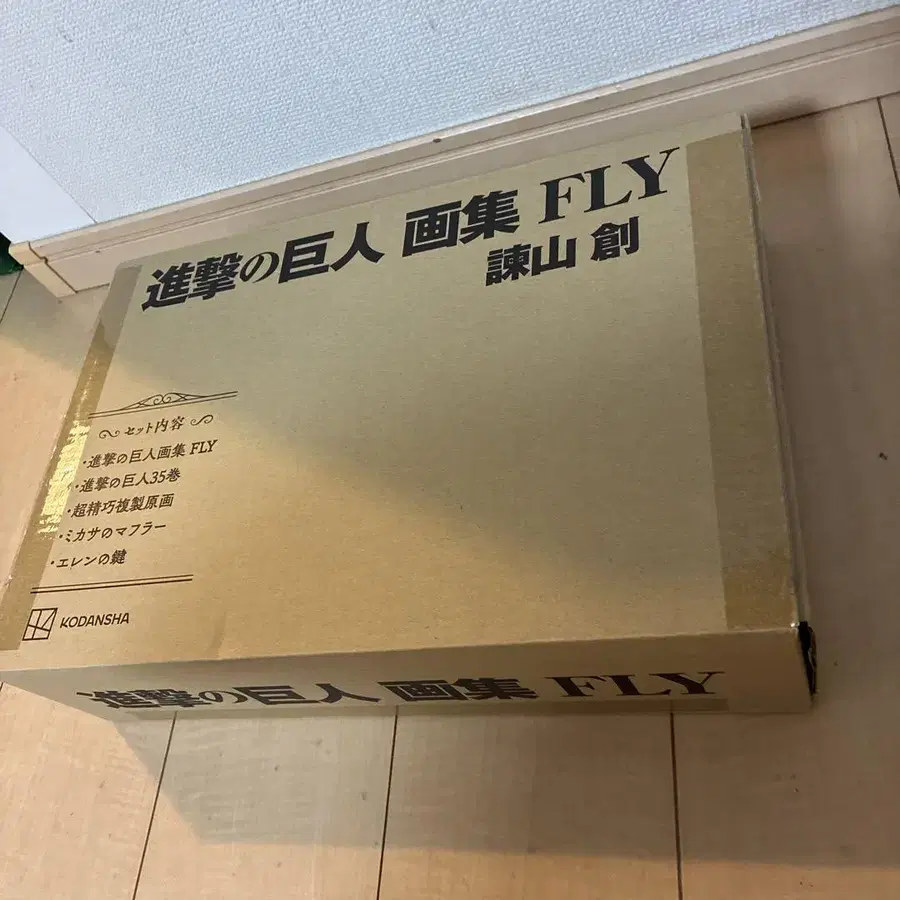 進撃の巨人 画集 FLY
諫山 創
セット内容
・進撃の巨人画集 FLY
・進撃の巨人35巻
・超精巧複製原画
・ミカサのマフラー
・エレンの鍵
KODANSHA
進撃の巨人 画集 FLY